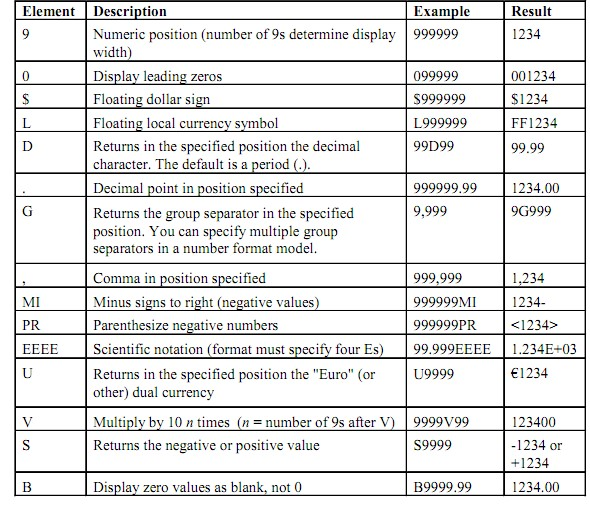 Element Description Example Result
9 Numeric position (number of 9s determine display 999999 1234
width)
0 Display leading zeros 099999 001234
$ Floating dollar sign $999999 $1234
L Floating local currency symbol L999999 FF1234
D Returns in the specified position the decimal 99D99 99.99
character. The default is a period (.).
. Decimal point in position specified 999999.99 1234.00
G Returns the group separator in the specified 9,999 9G999
position. You can specify multiple group
separators in a number format model.
, Comma in position specified 999,999 1,234
MI Minus signs to right (negative values) 999999MI 1234-
PR Parenthesize negative numbers 999999PR <1234>
EEEE Scientific notation (format must specify four Es) 99.999EEEE 1.234E+03
U Returns in the specified position the "Euro" (or U9999 €1234
other) dual currency
V Multiply by 10 n times (n = number of 9s after V) 9999V99 123400
S Returns the negative or positive value S9999 -1234 or
+1234
B Display zero values as blank, not 0 B9999.99 1234.00